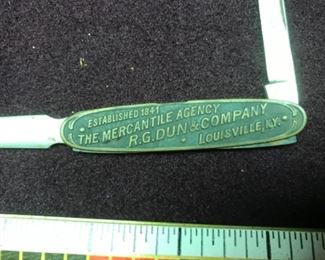 ESTABLISHED 1841
THE MERCANTILE AGENCY
R.G. DUN & COMPANY
LOUISVILLE, KY.